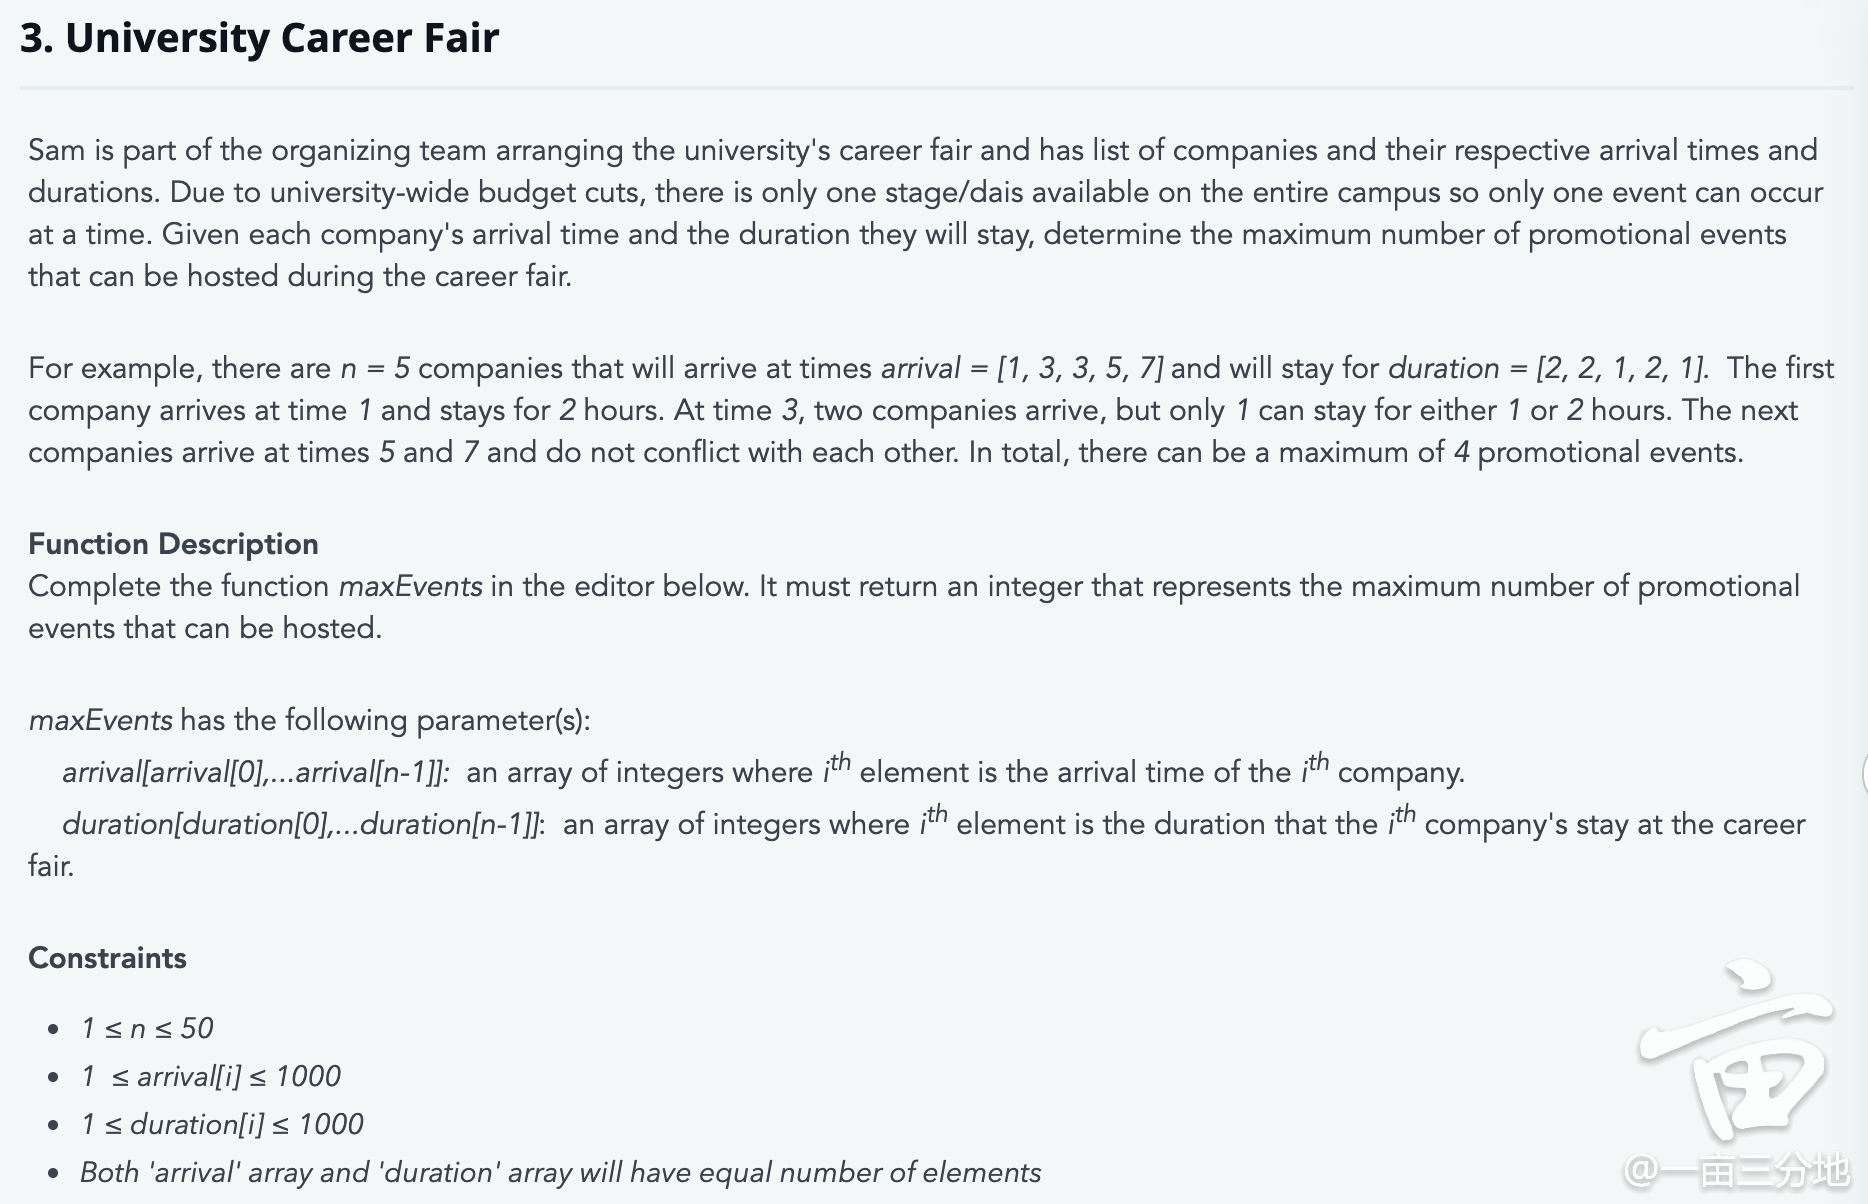 3. University Career Fair
Sam is part of the organizing team arranging the university's career fair and has list of companies and their respective arrival times and
durations. Due to university-wide budget cuts, there is only one stage/dais available on the entire campus so only one event can occur
at a time. Given each company's arrival time and the duration they will stay, determine the maximum number of promotional events
that can be hosted during the career fair.
For example, there are n = 5 companies that will arrive at times arrival = [1, 3, 3, 5, 7] and will stay for duration = [2, 2, 1, 2, 1]. The first
company arrives at time 1 and stays for 2 hours. At time 3, two companies arrive, but only 1 can stay for either 1 or 2 hours. The next
companies arrive at times 5 and 7 and do not conflict with each other. In total, there can be a maximum of 4 promotional events.
Function Description
Complete the function maxEvents in the editor below. It must return an integer that represents the maximum number of promotional
events that can be hosted.
maxEvents has the following parameter(s):
arrival[arrival[0],...arrival[n-1]]: an array of integers where i^th element is the arrival time of the i^th company.
duration[duration[0],...duration[n-1]]: an array of integers where i^th element is the duration that the i^th company's stay at the career
fair.
Constraints
• 1 ≤ n ≤ 50
• 1 ≤ arrival[i] ≤ 1000
• 1 ≤ duration[i] ≤ 1000
• Both 'arrival' array and 'duration' array will have equal number of elements
亩
@一亩三分地